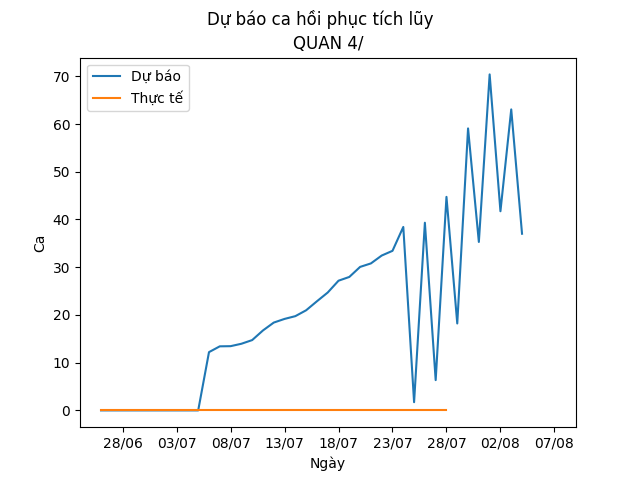 Dự báo ca hồi phục tích lũy
QUAN 4/
Dự báo
Thực tế
Ca
70
60
50
40
30
20
10
0
28/06 03/07 08/07 13/07 18/07 23/07 28/07 02/08 07/08
Ngày